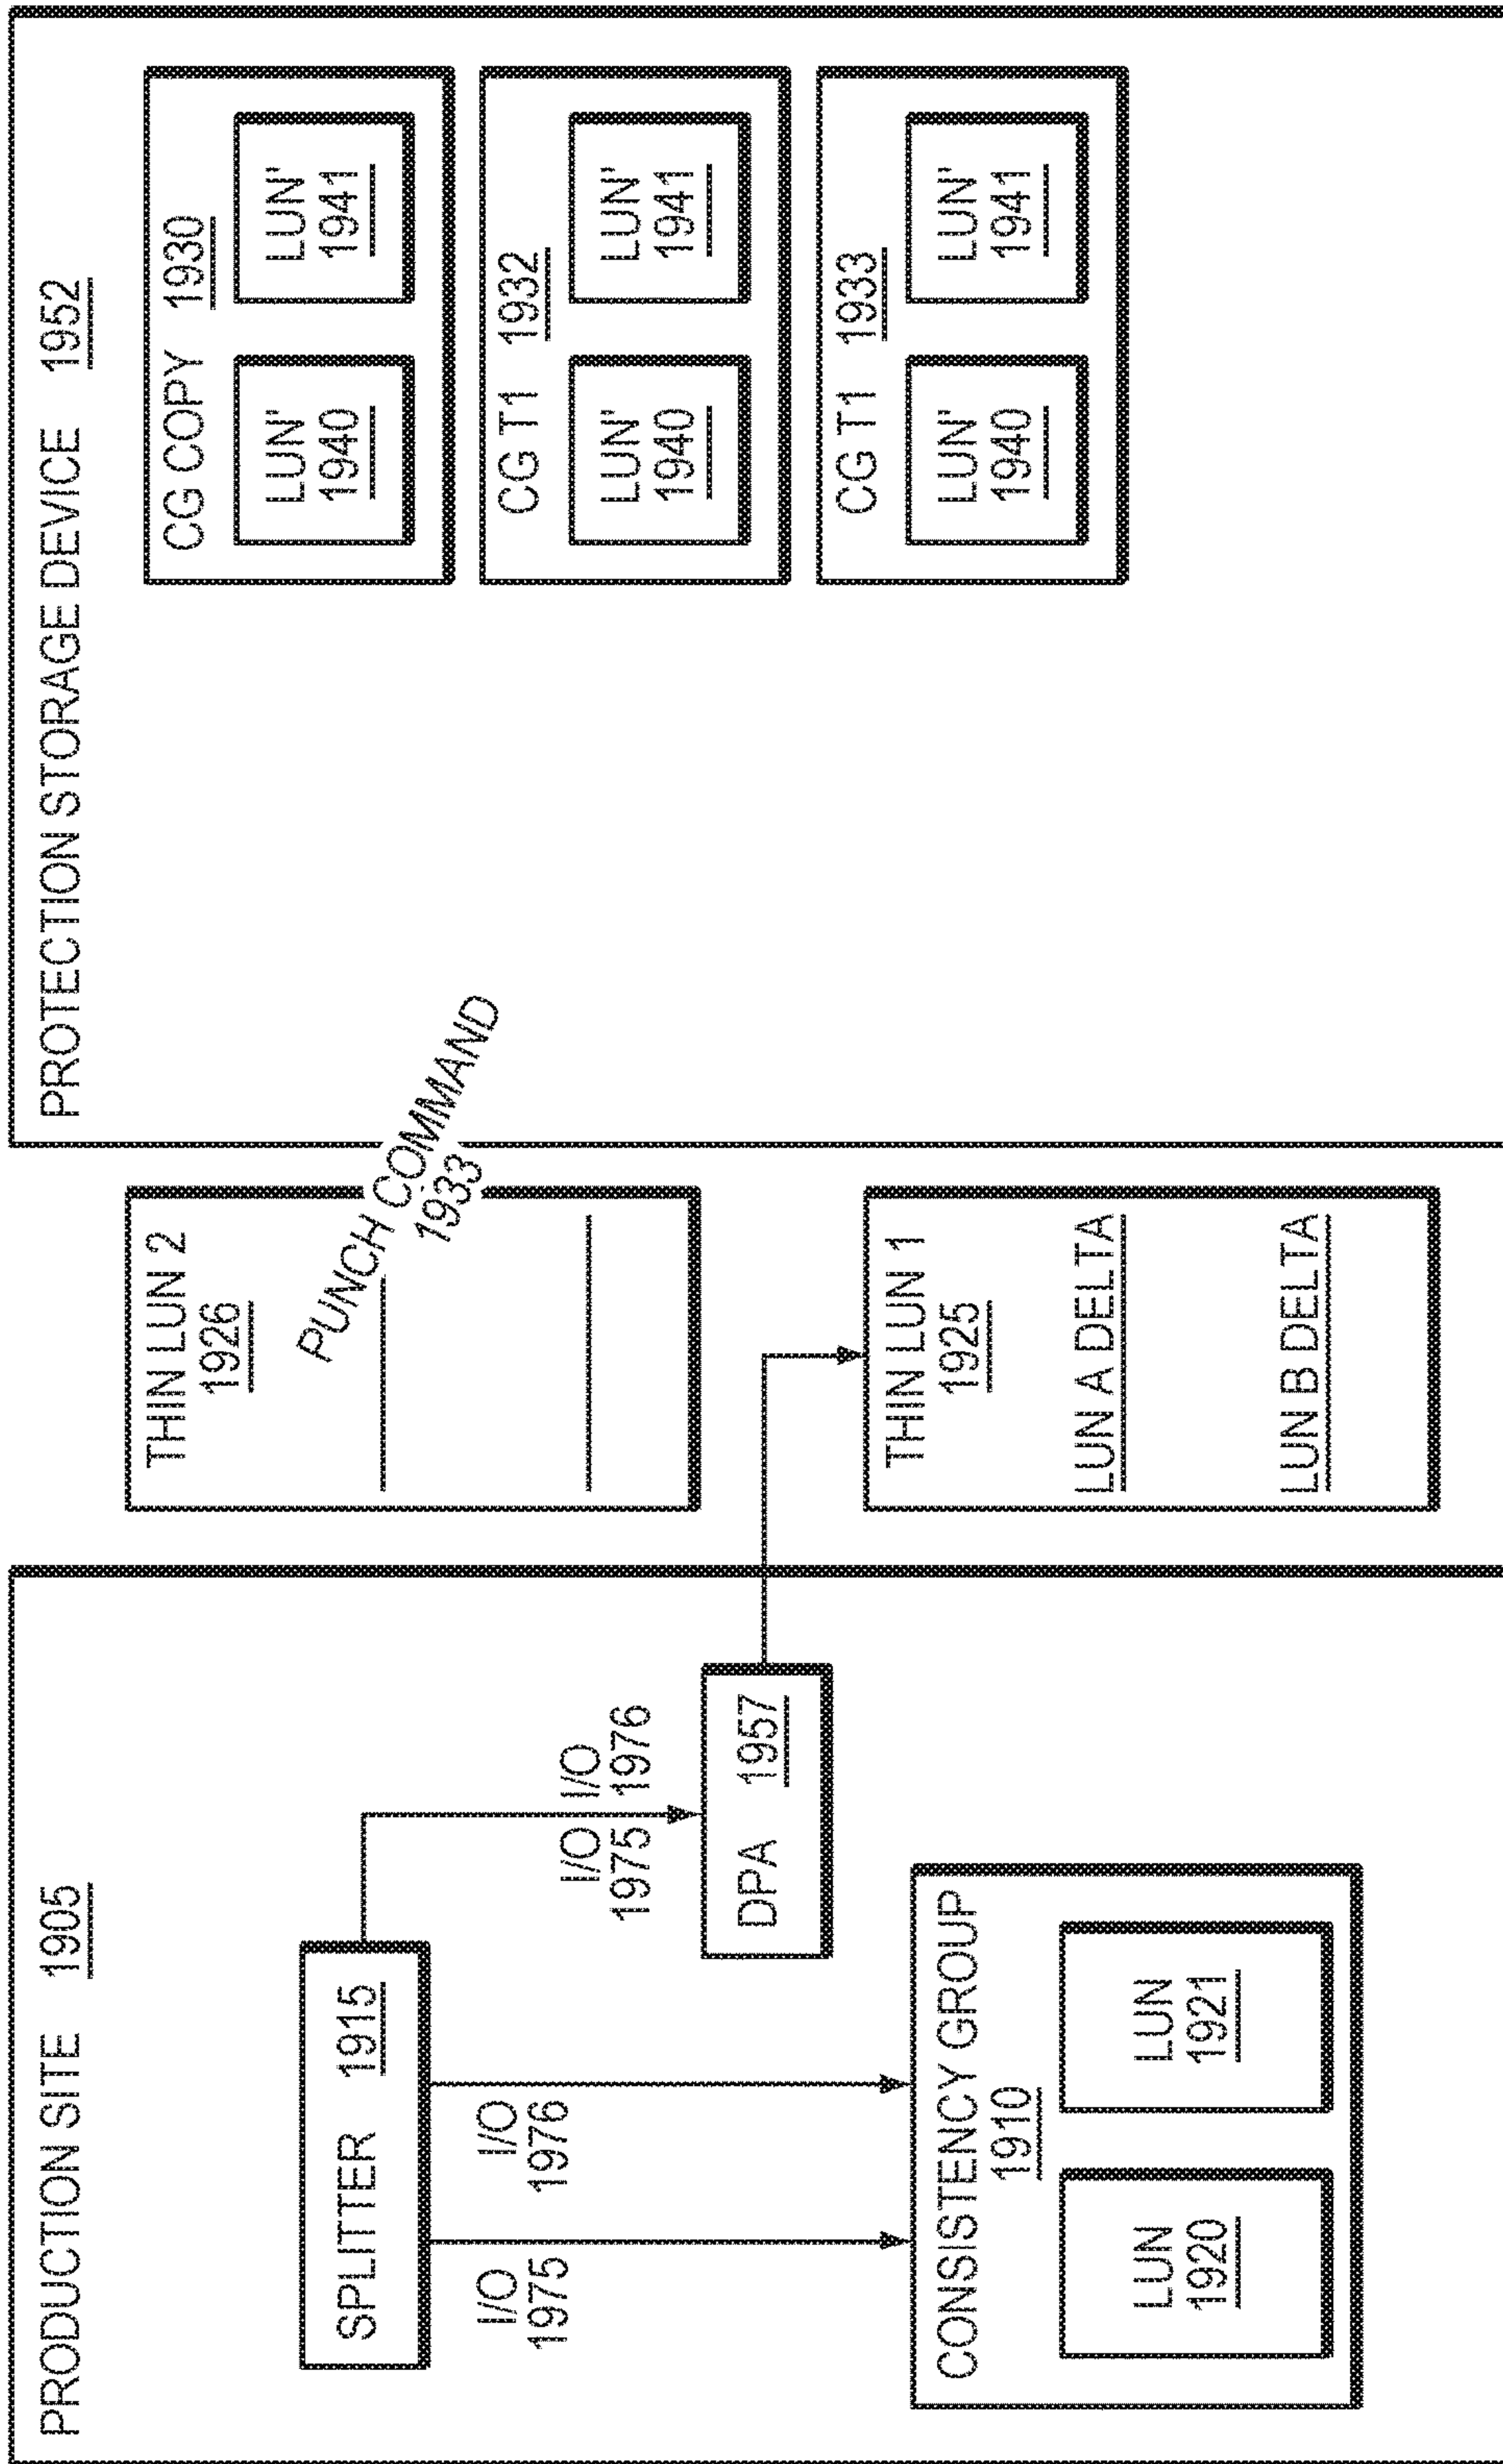 PRODUCTION SITE 1905
SPLITTER 1915
I/O
1975
I/O
1976
I/O I/O
1975 1976
DPA 1957
CONSISTENCY GROUP
1910
LUN
1920
LUN
1921
THIN LUN 2
1926
PUNCH COMMAND
1933
THIN LUN 1
1925
LUN A DELTA
LUN B DELTA
PROTECTION STORAGE DEVICE 1952
CG COPY 1930
LUN'
1940
LUN'
1941
CG T1 1932
LUN'
1940
LUN'
1941
CG T1 1933
LUN'
1940
LUN'
1941